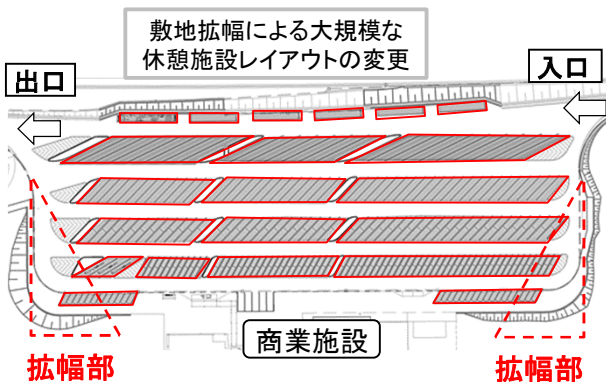 敷地拡幅による大規模な
休憩施設レイアウトの変更
出口
入口
商業施設
拡幅部
拡幅部